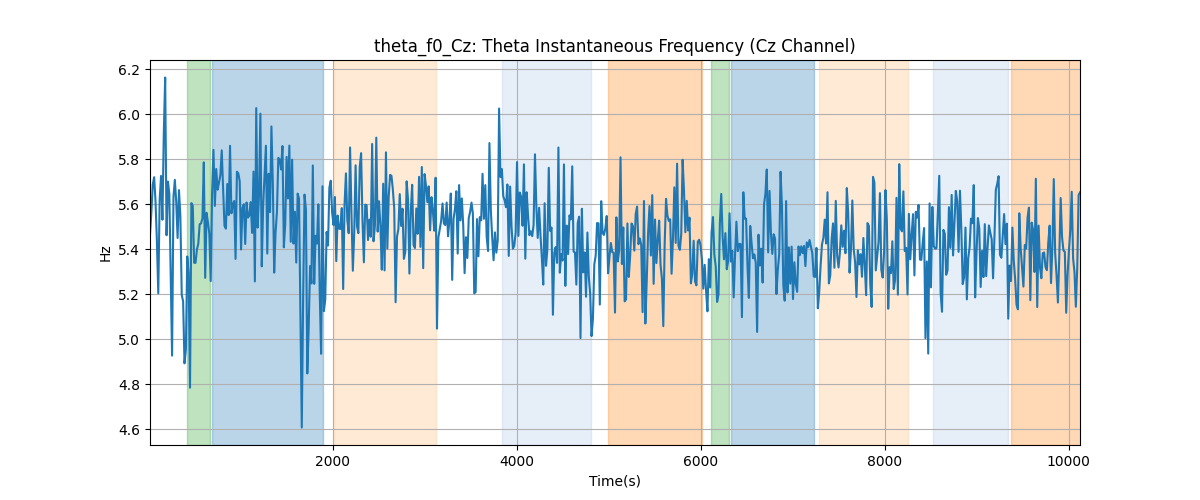 theta_f0_Cz: Theta Instantaneous Frequency (Cz Channel)
6.2
6.0
5.8
5.6
5.4
5.2
5.0
4.8
4.6
Hz
2000 4000 6000 8000 10000
Time(s)